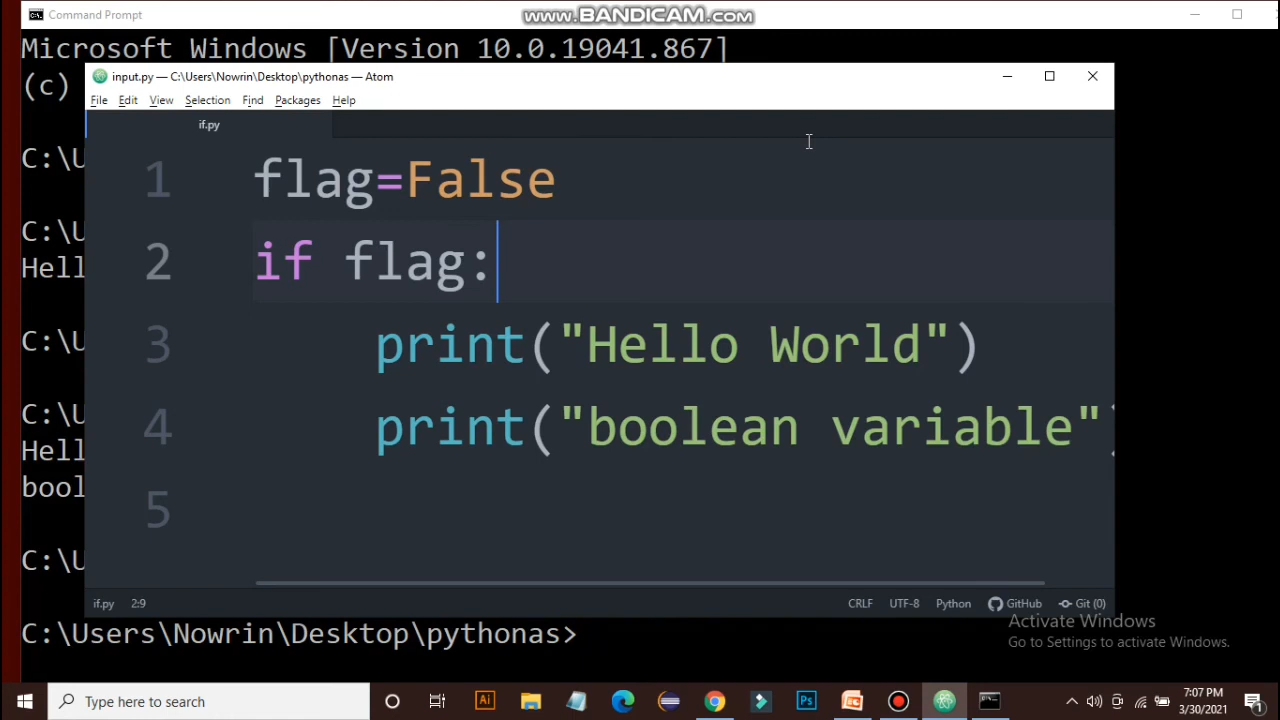 Command Prompt
www.BANDICAM.com
Microsoft Windows [Version 10.0.19041.867]
(c)
input.py — C:\Users\Nowrin\Desktop\pythonas — Atom
File Edit View Selection Find Packages Help
if.py
C:\U
1 flag=False
C:\U
2 if flag:
Hell
C:\U
3 print("Hello World")
C:\U
4 print("boolean variable"
Hell
bool
5
C:\U
if.py 2:9 CRLF UTF-8 Python GitHub Git (0)
C:\Users\Nowrin\Desktop\pythonas>
Activate Windows
Go to Settings to activate Windows.
Type here to search
Ai
Ps
7:07 PM
3/30/2021
1